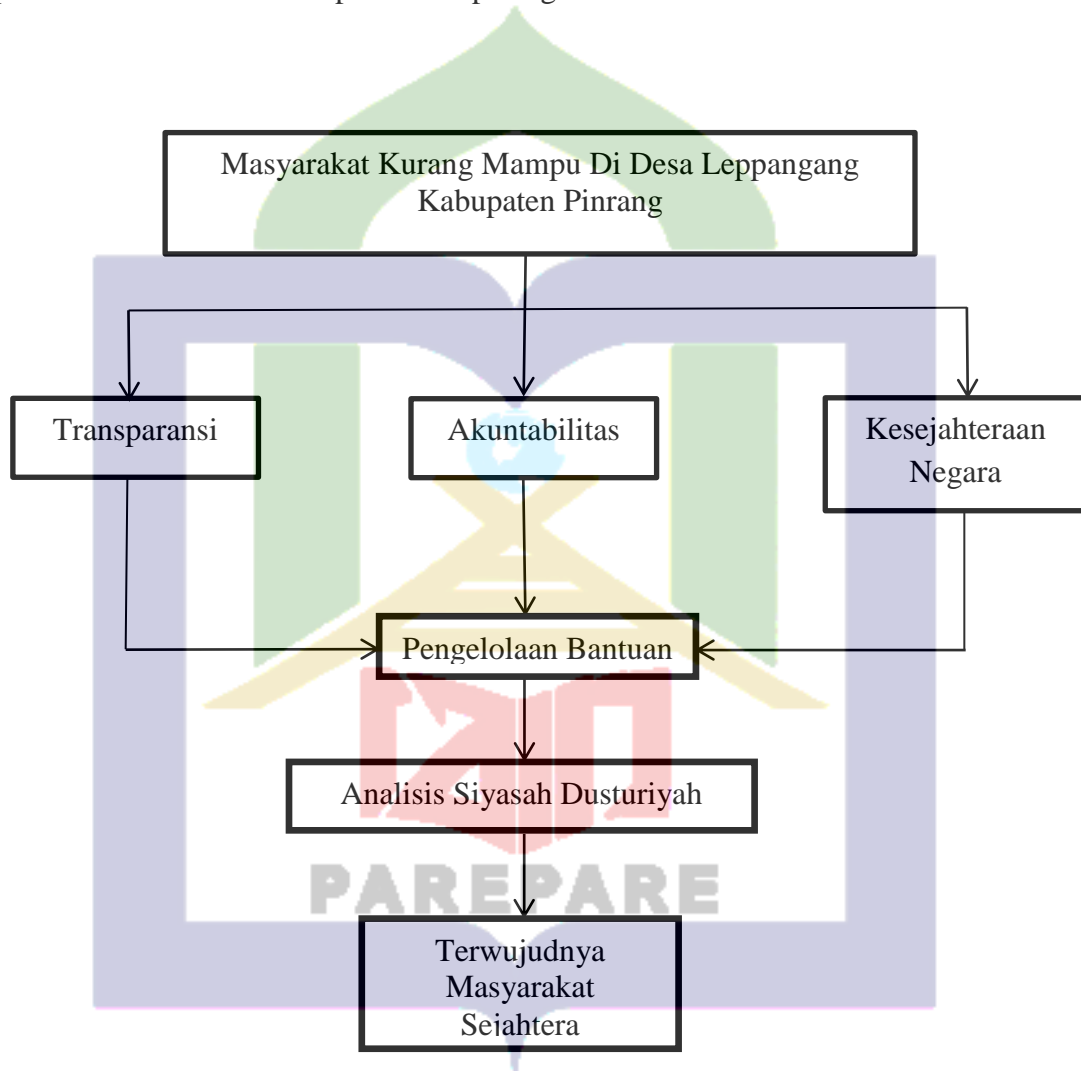 Masyarakat Kurang Mampu Di Desa Leppangang
Kabupaten Pinrang
Transparansi
Akuntabilitas
Kesejahteraan
Negara
Pengelolaan Bantuan
Analisis Siyasah Dusturiyah
PAREPARE
Terwujudnya
Masyarakat
Sejahtera